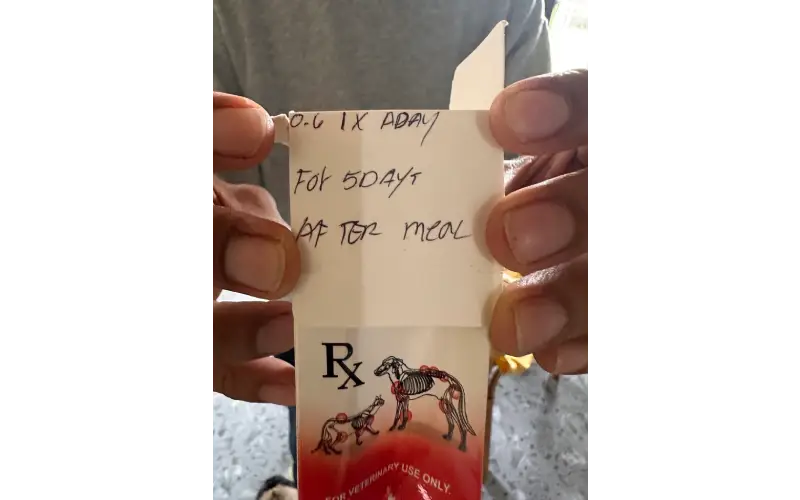 0.6 1X ADAY
For 5DAYS
AFTER meal
Rx
FOR VETERINARY USE ONLY.